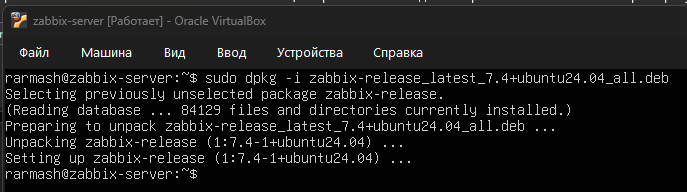 zabbix-server [Работает] - Oracle VirtualBox
Файл Машина Вид Ввод Устройства Справка
rarmash@zabbix-server:~$ sudo dpkg -i zabbix-release_latest_7.4+ubuntu24.04_all.deb
Selecting previously unselected package zabbix-release.
(Reading database ... 84129 files and directories currently installed.)
Preparing to unpack zabbix-release_latest_7.4+ubuntu24.04_all.deb ...
Unpacking zabbix-release (1:7.4-1+ubuntu24.04) ...
Setting up zabbix-release (1:7.4-1+ubuntu24.04) ...
rarmash@zabbix-server:~$